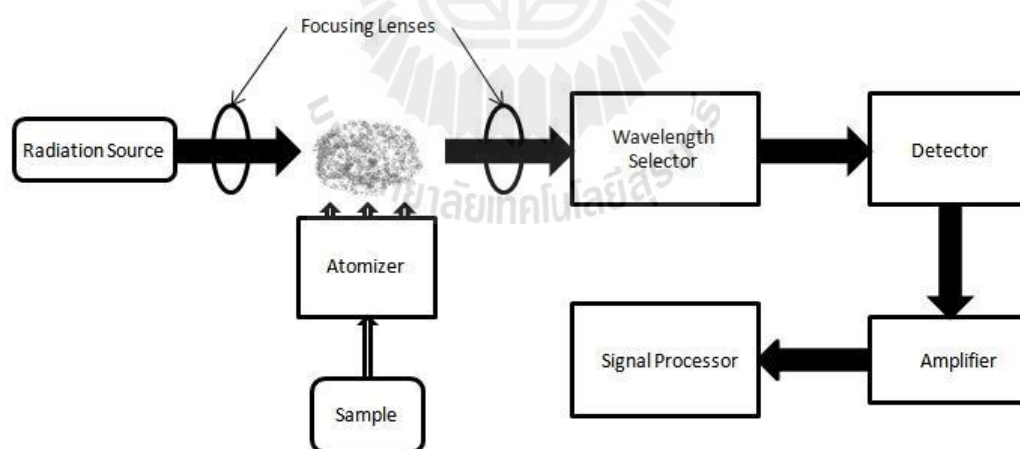 Focusing Lenses
Radiation Source
Wavelength
Selector
Detector
Atomizer
Signal Processor
Amplifier
Sample